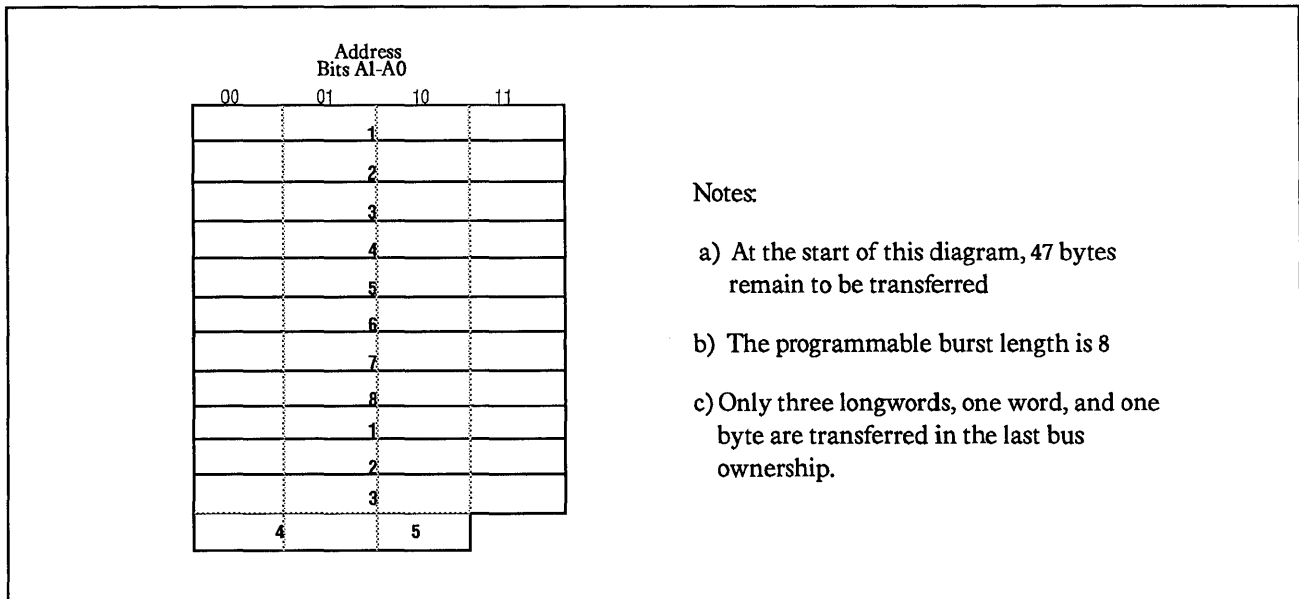 Address
Bits A1-A0
00 01 10 11
1
2
3
4
5
6
7
8
1
2
3
4 5
Notes:
a) At the start of this diagram, 47 bytes
remain to be transferred
b) The programmable burst length is 8
c) Only three longwords, one word, and one
byte are transferred in the last bus
ownership.